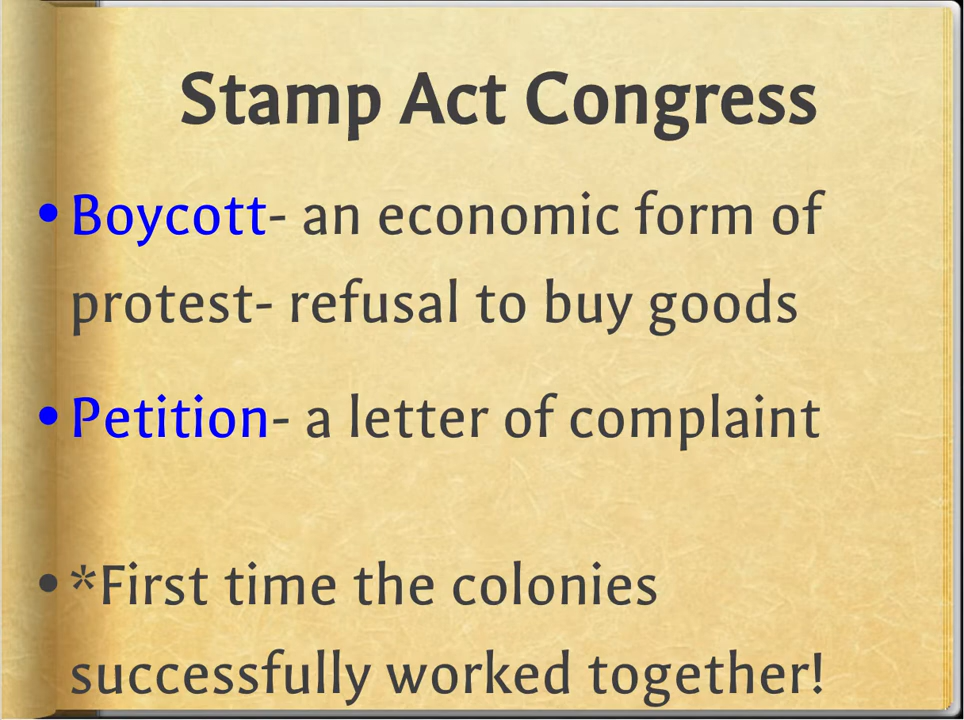 Stamp Act Congress
• Boycott- an economic form of
protest- refusal to buy goods
• Petition- a letter of complaint
• *First time the colonies
successfully worked together!